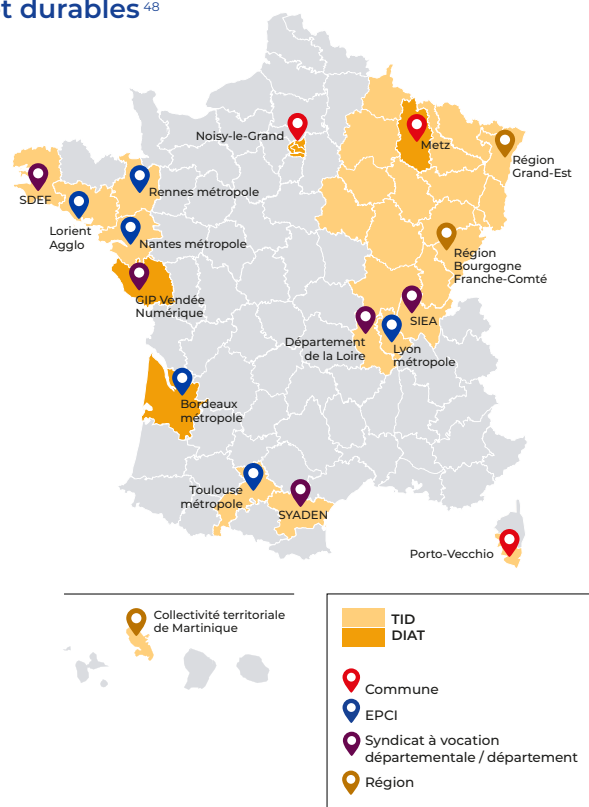 et durables 48
Noisy-le-Grand
Metz
Région
Grand-Est
SDEF
Rennes métropole
Lorient
Agglo
Nantes métropole
Région
Bourgogne
Franche-Comté
GIP Vendée
Numérique
SIEA
Département
de la Loire
Lyon
métropole
Bordeaux
métropole
Toulouse
métropole
SYADEN
Porto-Vecchio
Collectivité territoriale
de Martinique
TID
DIAT
Commune
EPCI
Syndicat à vocation
départementale / département
Région